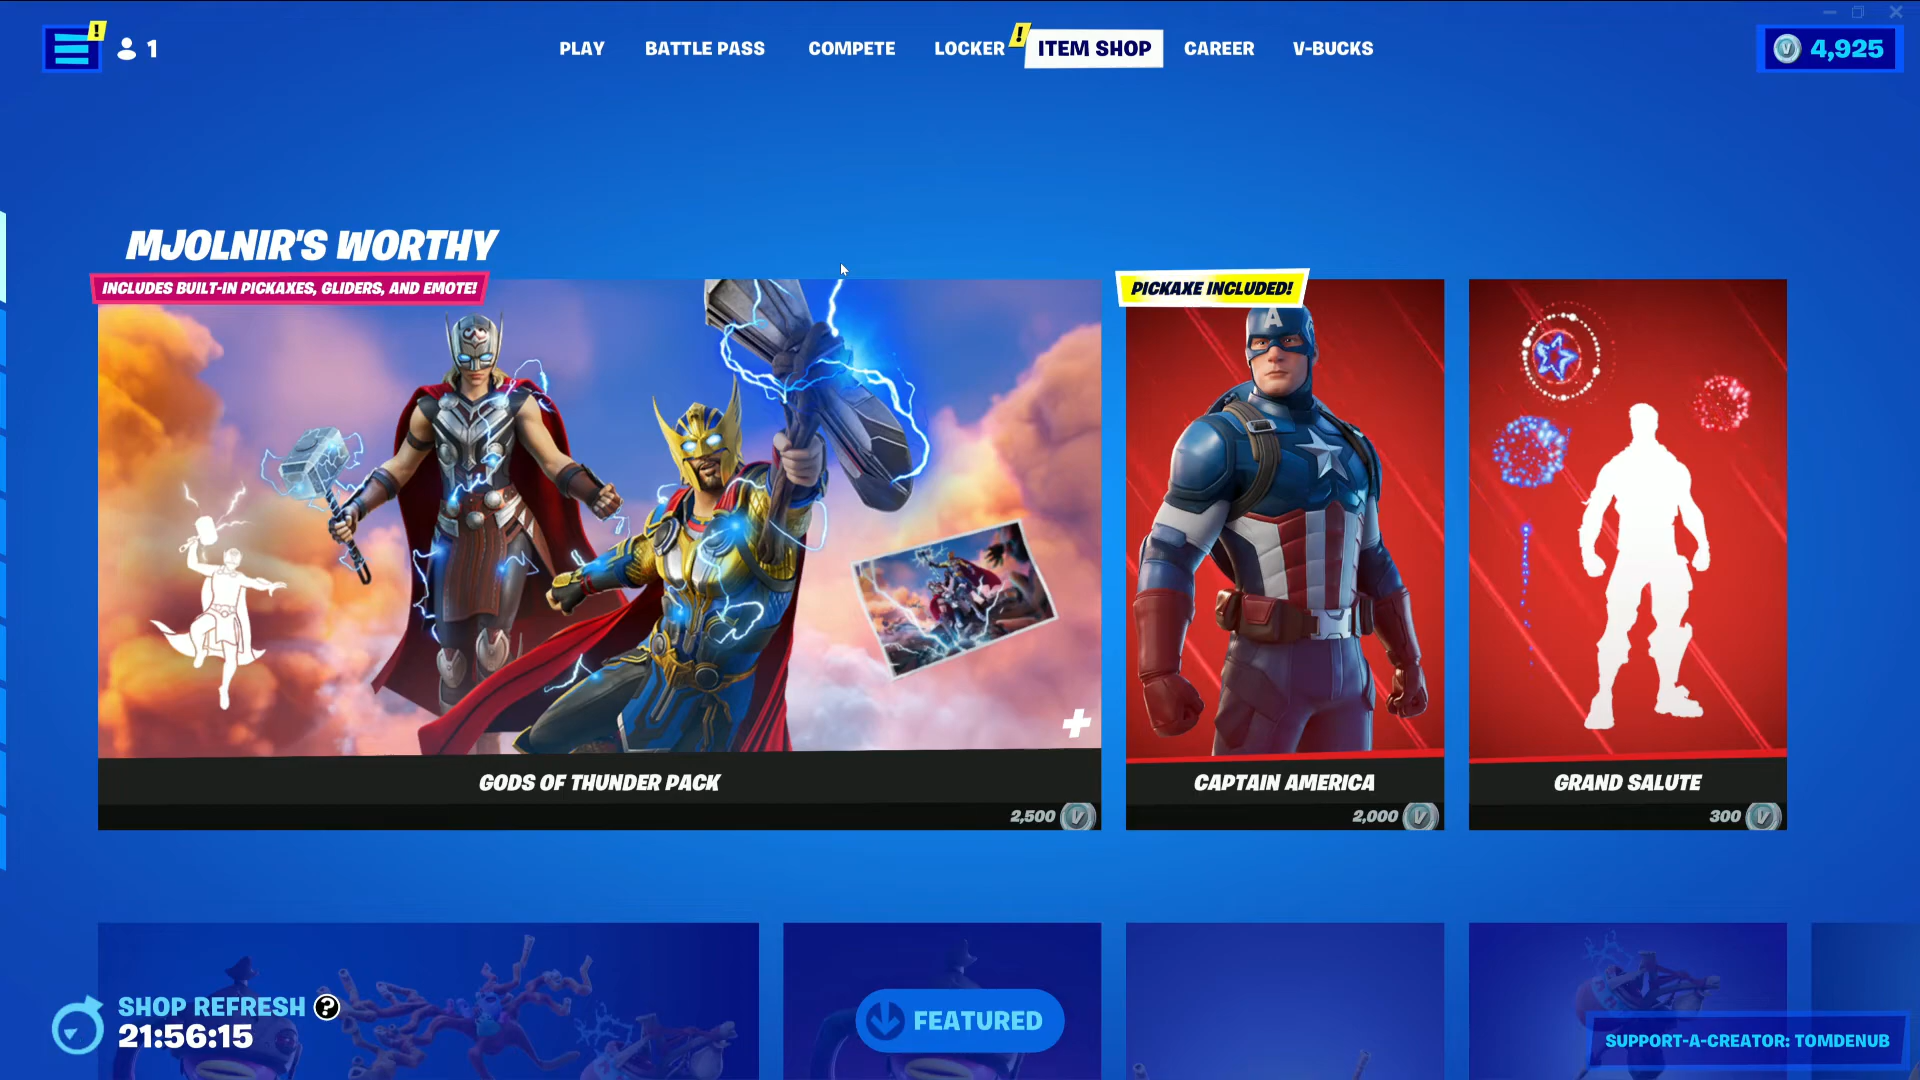 !
1
PLAY
BATTLE PASS
COMPETE
LOCKER
!
ITEM SHOP
CAREER
V-BUCKS
V
4,925
MJOLNIR'S WORTHY
INCLUDES BUILT-IN PICKAXES, GLIDERS, AND EMOTE!
PICKAXE INCLUDED!
A
GODS OF THUNDER PACK
2,500 V
CAPTAIN AMERICA
2,000 V
GRAND SALUTE
300 V
SHOP REFRESH ?
21:56:15
FEATURED
SUPPORT-A-CREATOR: TOMDENUB